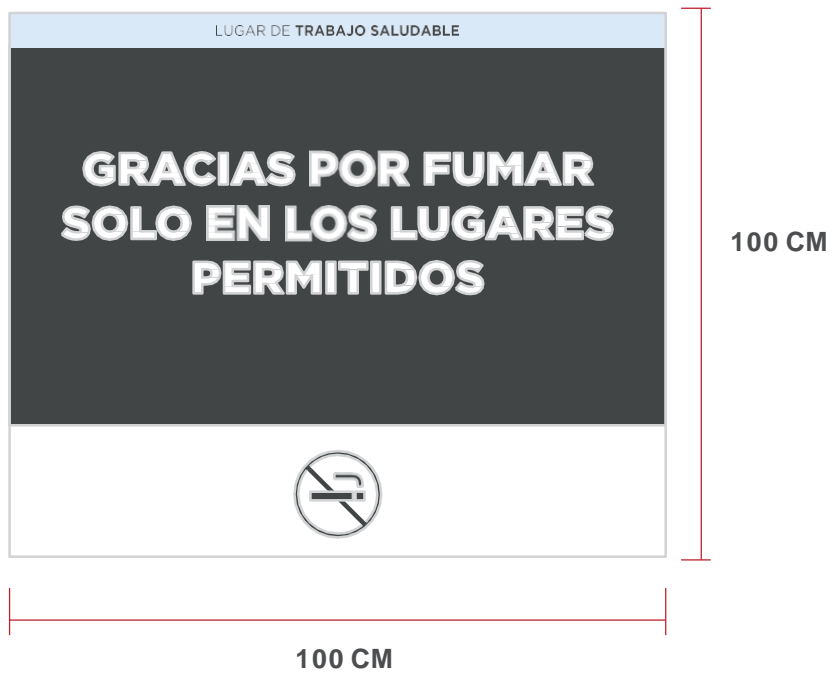 LUGAR DE TRABAJO SALUDABLE
GRACIAS POR FUMAR
SOLO EN LOS LUGARES
PERMITIDOS
100 CM
100 CM